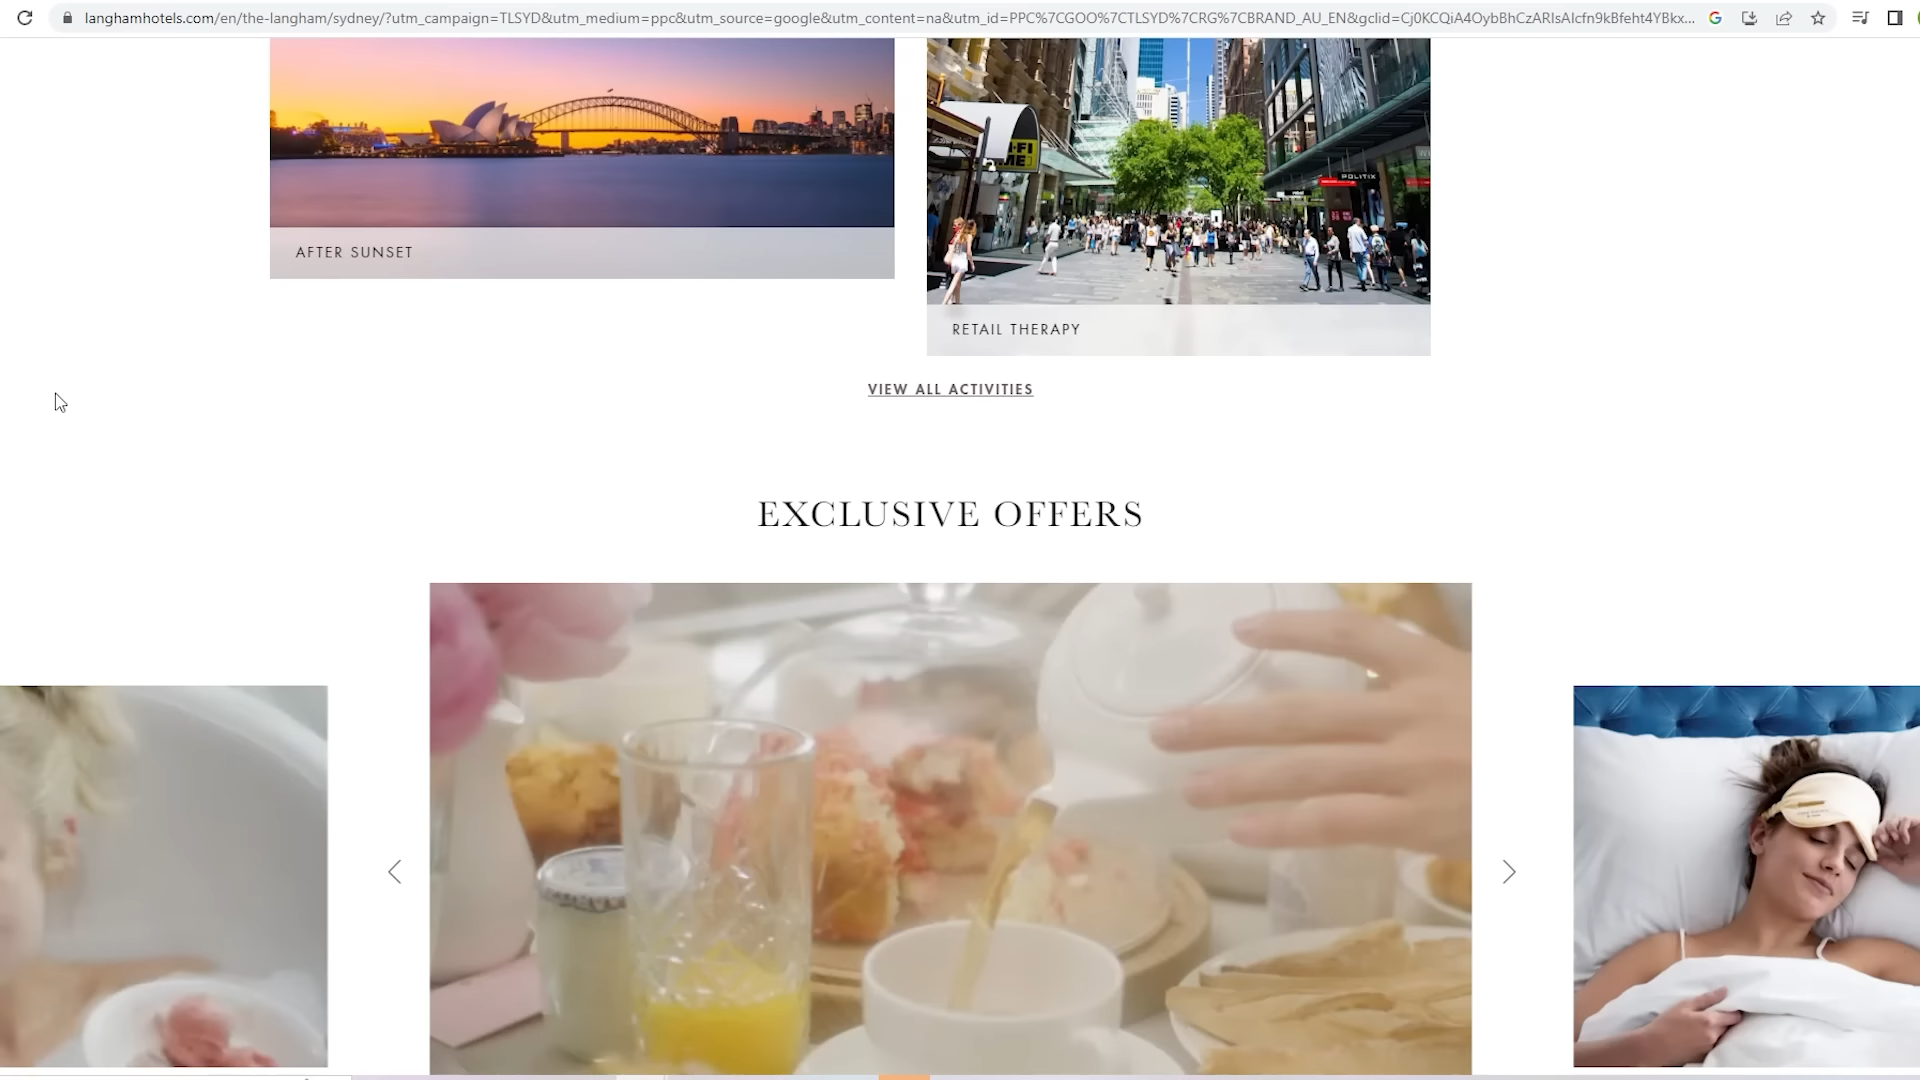 langhamhotels.com/en/the-langham/sydney/?utm_campaign=TLSYD&utm_medium=ppc&utm_source=google&utm_content=na&utm_id=PPC%7CGOO%7CTLSYD%7CRG%7CBRAND_AU_EN&gclid=Cj0KCQiA4OybBhCzARIsAIcfn9kBfeht4YBkx...
POLITIX
AFTER SUNSET
RETAIL THERAPY
VIEW ALL ACTIVITIES
EXCLUSIVE OFFERS